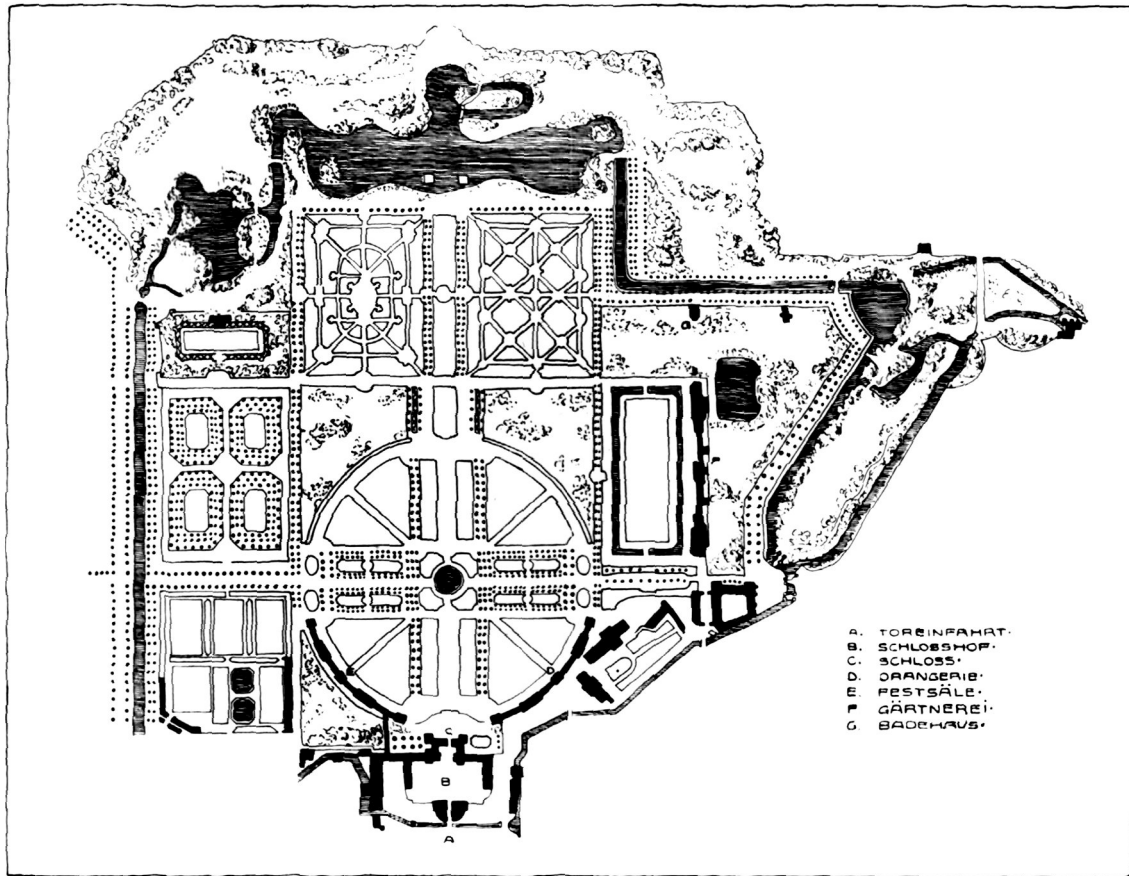 A. TOREINFAHRT.
B. SCHLOSSHOF.
C. SCHLOSS.
D. ORANGERIE.
E. FESTSÄLE.
F GÄRTNEREI.
G. BADEHAUS.
G
F
E
D
C
B
A